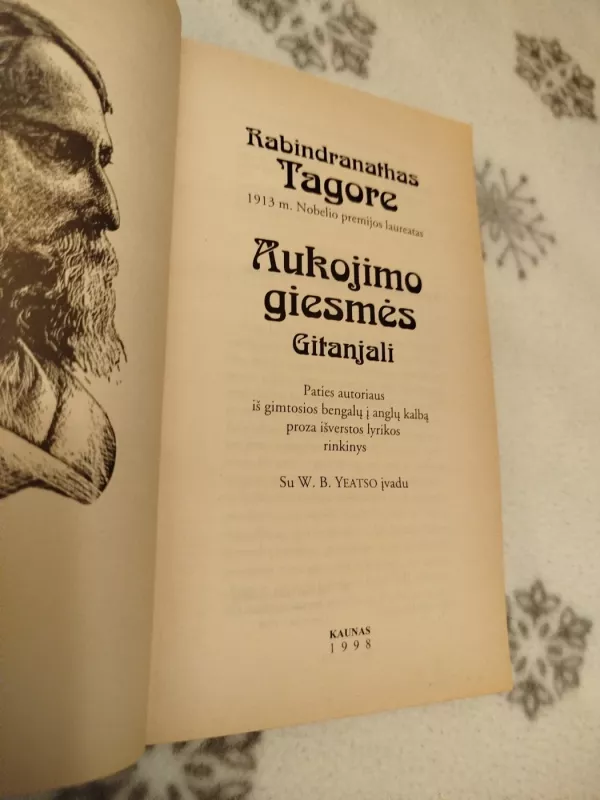 Rabindranathas
Tagore
1913 m. Nobelio premijos laureatas
Aukojimo
giesmės
Gitanjali
Paties autoriaus
iš gimtosios bengalų į anglų kalbą
proza išverstos lyrikos
rinkinys
Su W. B. YEATSO įvadu
KAUNAS
1998